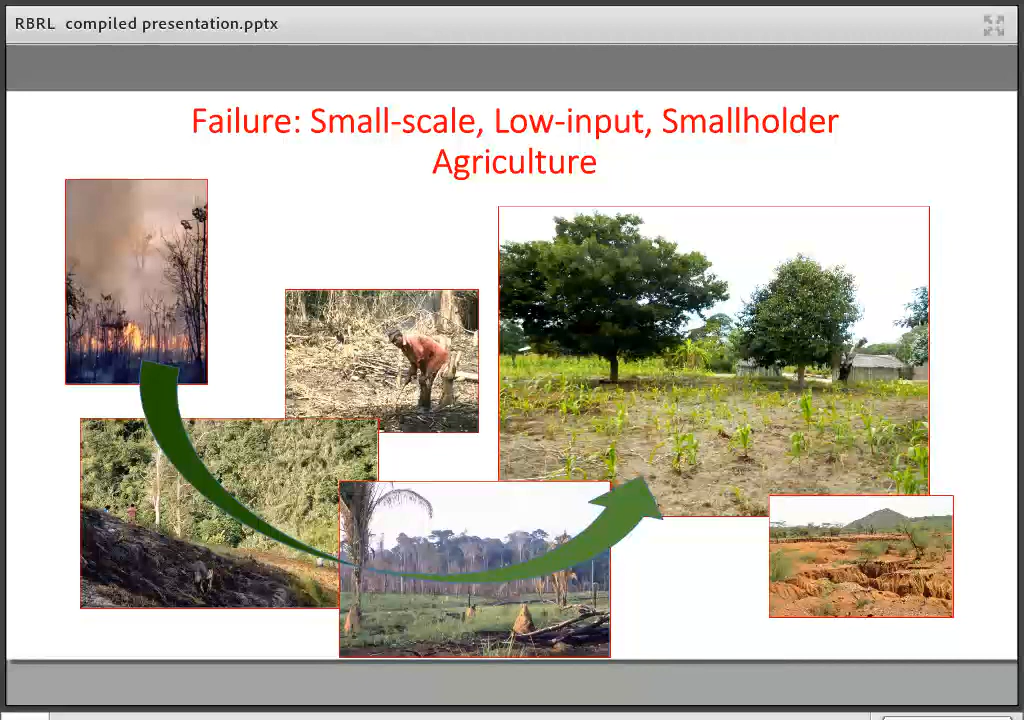 RBRL compiled presentation.pptx
Failure: Small-scale, Low-input, Smallholder
Agriculture